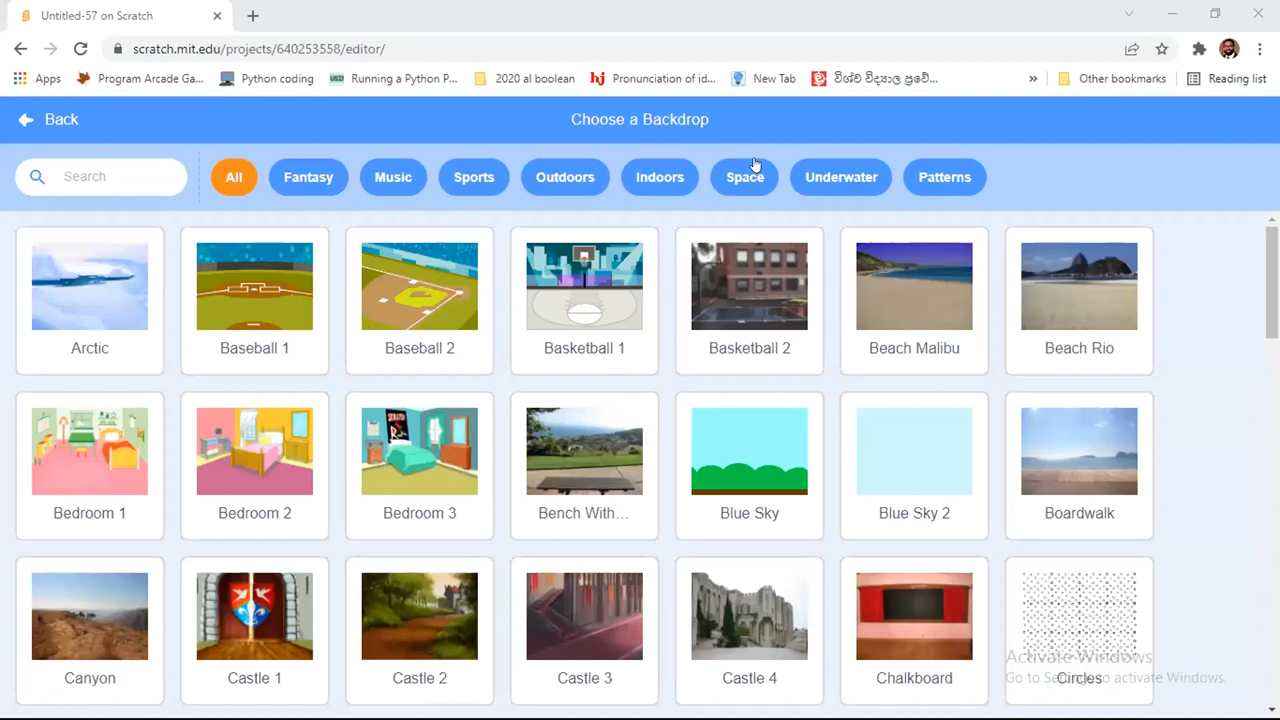 Untitled-57 on Scratch
scratch.mit.edu/projects/640253558/editor/
Apps Program Arcade Ga... Python coding Running a Python P... 2020 al boolean hj Pronunciation of id... New Tab විශ්ව විද්‍යාල ප්‍රවේ... » Other bookmarks Reading list
Back Choose a Backdrop
Search All Fantasy Music Sports Outdoors Indoors Space Underwater Patterns
Arctic Baseball 1 Baseball 2 Basketball 1 Basketball 2 Beach Malibu Beach Rio
Bedroom 1 Bedroom 2 Bedroom 3 Bench With... Blue Sky Blue Sky 2 Boardwalk
Activate Windows
Canyon Castle 1 Castle 2 Castle 3 Castle 4 Chalkboard Circles
Go to Settings to activate Windows.